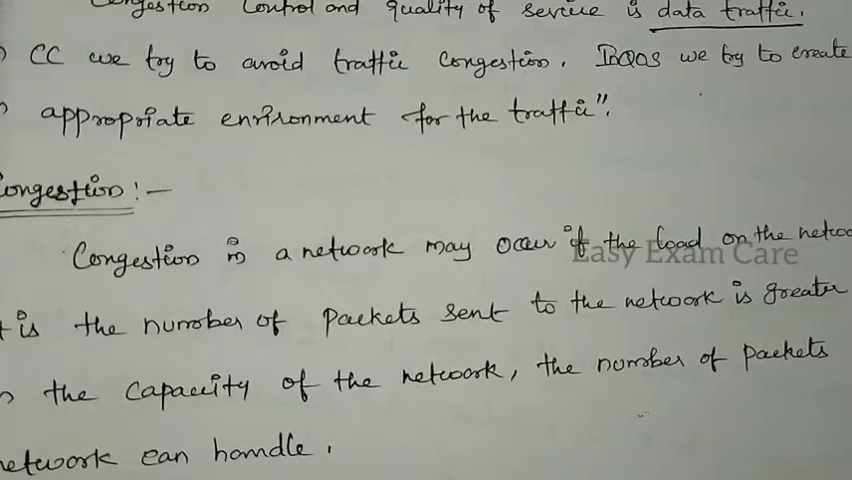 Congestion Control and quality of service is data traffic.
CC we try to avoid traffic congestion. In QOS we try to create
appropriate environment for the traffic".
Congestion :-
Congestion in a network may occur if the load on the netwo
t is the number of packets sent to the network is greater
n the capacity of the network, the number of packets
network can handle.
Easy Exam Care